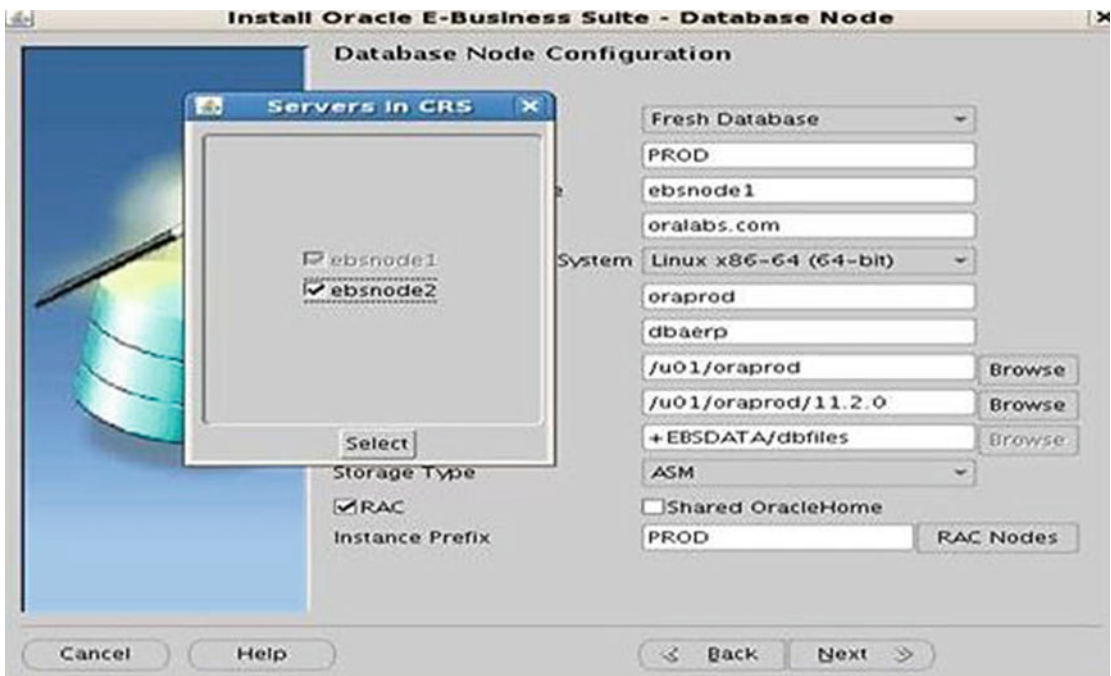 Install Oracle E-Business Suite - Database Node
Database Node Configuration
Servers in CRS
ebsnode1
ebsnode2
Select
Fresh Database
PROD
ebsnode1
oralabs.com
System Linux x86-64 (64-bit)
oraprod
dbaerp
/u01/oraprod Browse
/u01/oraprod/11.2.0 Browse
+EBSDATA/dbfiles Browse
Storage Type ASM
RAC Shared OracleHome
Instance Prefix PROD RAC Nodes
Cancel Help Back Next